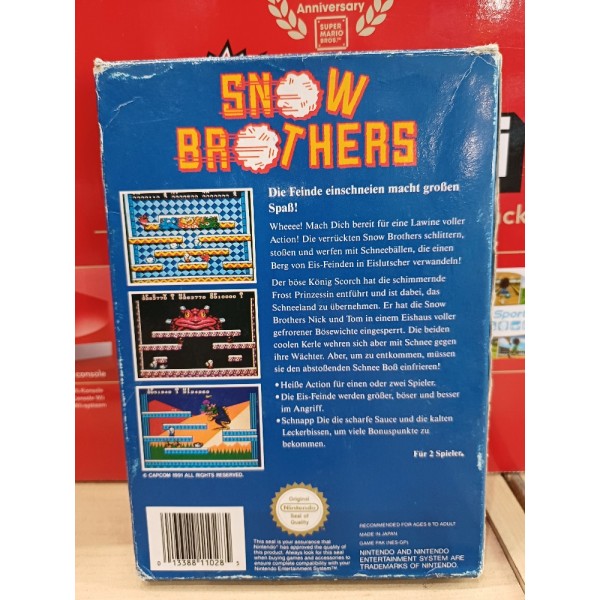 Anniversary
SUPER
MARIO
BROS.
SNOW
BROTHERS
Die Feinde einschneien macht großen
Spaß!
Wheeee! Mach Dich bereit für eine Lawine voller
Action! Die verrückten Snow Brothers schlittern,
stoßen und werfen mit Schneebällen, die einen
Berg von Eis-Feinden in Eislutscher verwandeln!
Der böse König Scorch hat die schimmernde
Frost Prinzessin entführt und ist dabei, das
Schneeland zu übernehmen. Er hat die Snow
Brothers Nick und Tom in einem Eishaus voller
gefrorener Bösewichte eingesperrt. Die beiden
coolen Kerle wehren sich aber mit Schnee gegen
ihre Wächter. Aber, um zu entkommen, müssen
sie den abstoßenden Schnee Boß einfrieren!
• Heiße Action für einen oder zwei Spieler.
• Die Eis-Feinde werden größer, böser und besser
im Angriff.
• Schnapp Die die scharfe Sauce und die kalten
Leckerbissen, um viele Bonuspunkte zu
bekommen.
Für 2 Spieler.
© CAPCOM 1991 ALL RIGHTS RESERVED.
Original
Nintendo
Seal of
Quality
0 13388 11028 3
This seal is your assurance that
Nintendo® has approved the quality of
this product. Always look for this seal
when buying games and accessories to
ensure complete compatibility with your
Nintendo Entertainment System™
RECOMMENDED FOR AGES 6 TO ADULT
MADE IN JAPAN
GAME PAK (NES-GP)
NINTENDO AND NINTENDO
ENTERTAINMENT SYSTEM ARE
TRADEMARKS OF NINTENDO.
i
ck
Sport
console